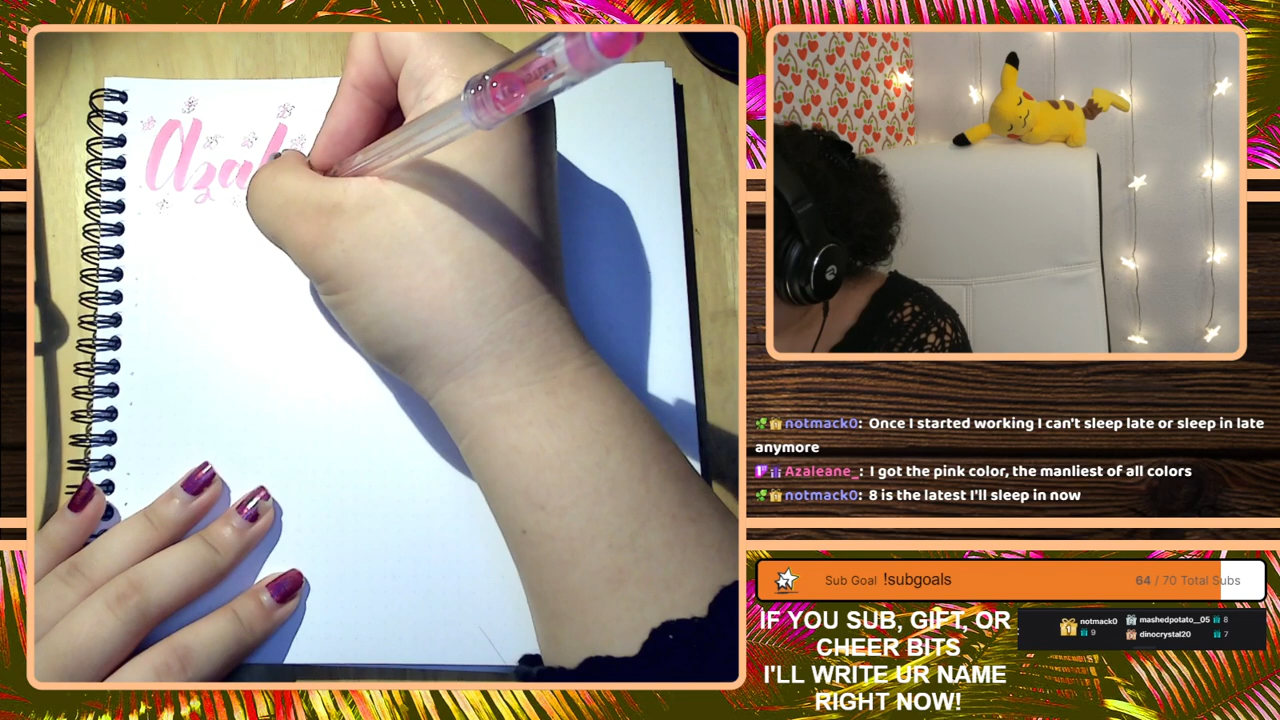 Azal
notmack0: Once I started working I can't sleep late or sleep in late
anymore
Azaleane_: I got the pink color, the manliest of all colors
notmack0: 8 is the latest I'll sleep in now
Sub Goal !subgoals
64 / 70 Total Subs
IF YOU SUB, GIFT, OR
CHEER BITS
I'LL WRITE UR NAME
RIGHT NOW!
notmack0
9
mashedpotato__05 8
dinocrystal20 7